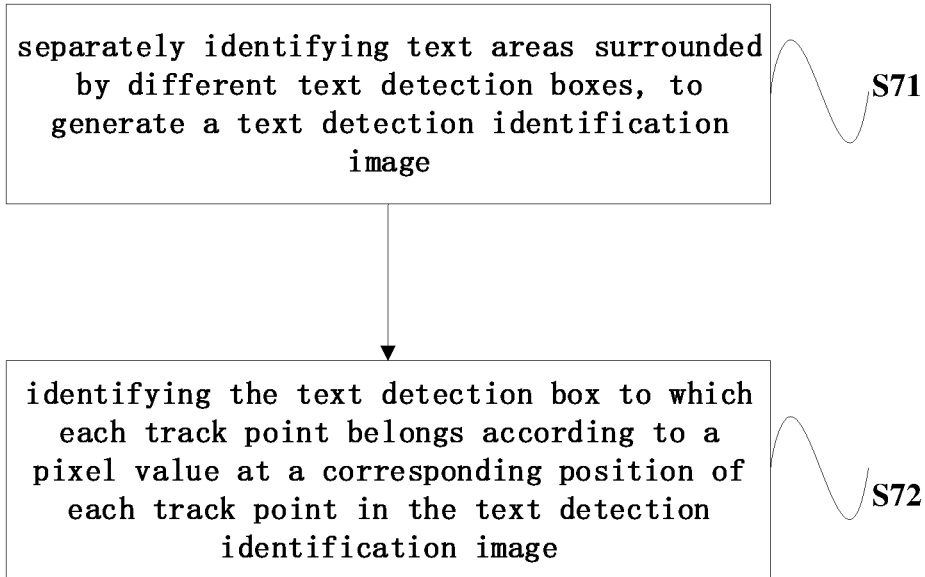 separately identifying text areas surrounded
by different text detection boxes, to
generate a text detection identification
image
S71
identifying the text detection box to which
each track point belongs according to a
pixel value at a corresponding position of
each track point in the text detection
identification image
S72